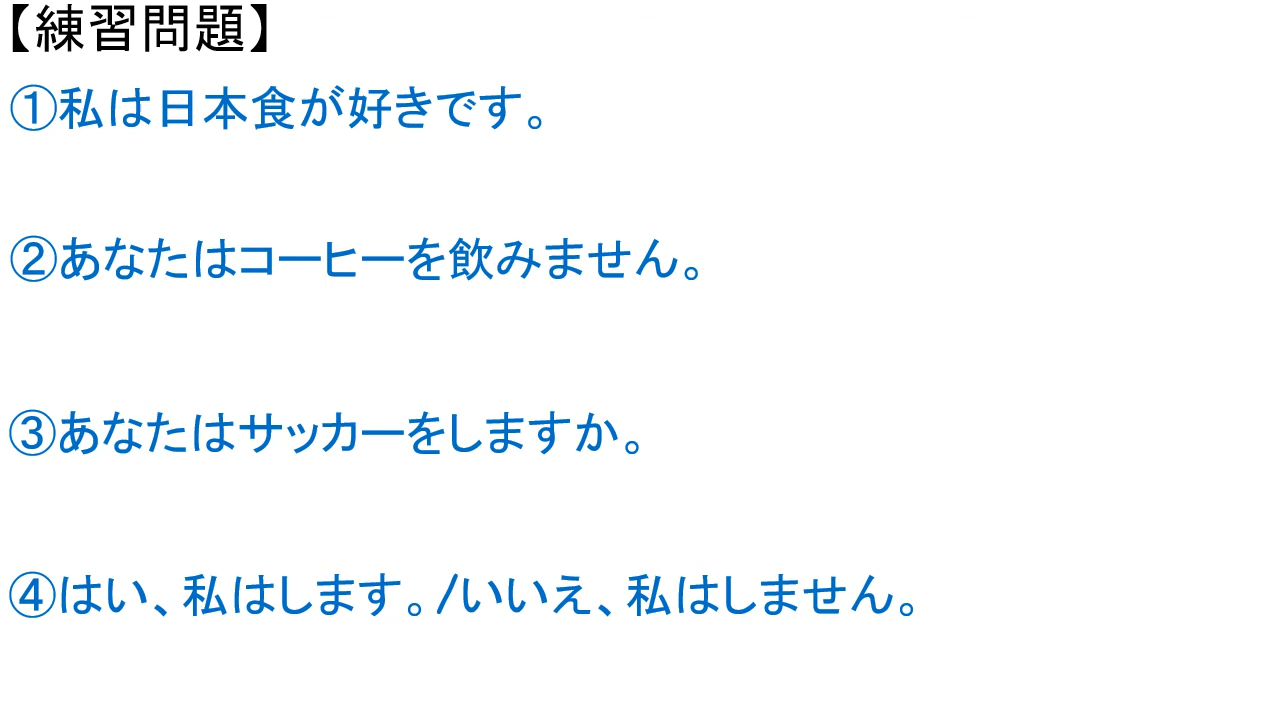 【練習問題】
①私は日本食が好きです。
②あなたはコーヒーを飲みません。
③あなたはサッカーをしますか。
④はい、私はします。/いいえ、私はしません。